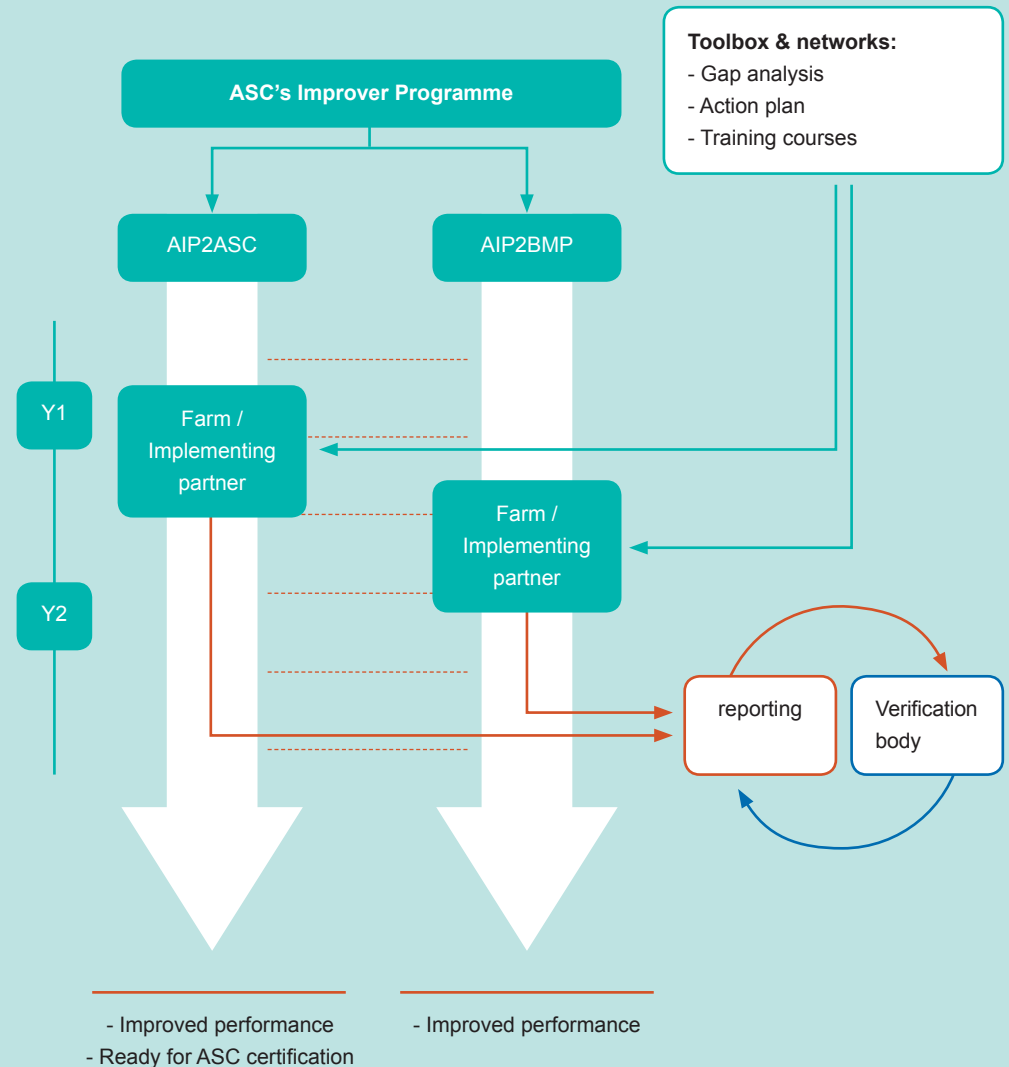 Toolbox & networks:
- Gap analysis
- Action plan
- Training courses
ASC's Improver Programme
AIP2ASC
AIP2BMP
Y1
Farm /
Implementing
partner
Farm /
Implementing
partner
Y2
reporting
Verification
body
- Improved performance
- Ready for ASC certification
- Improved performance